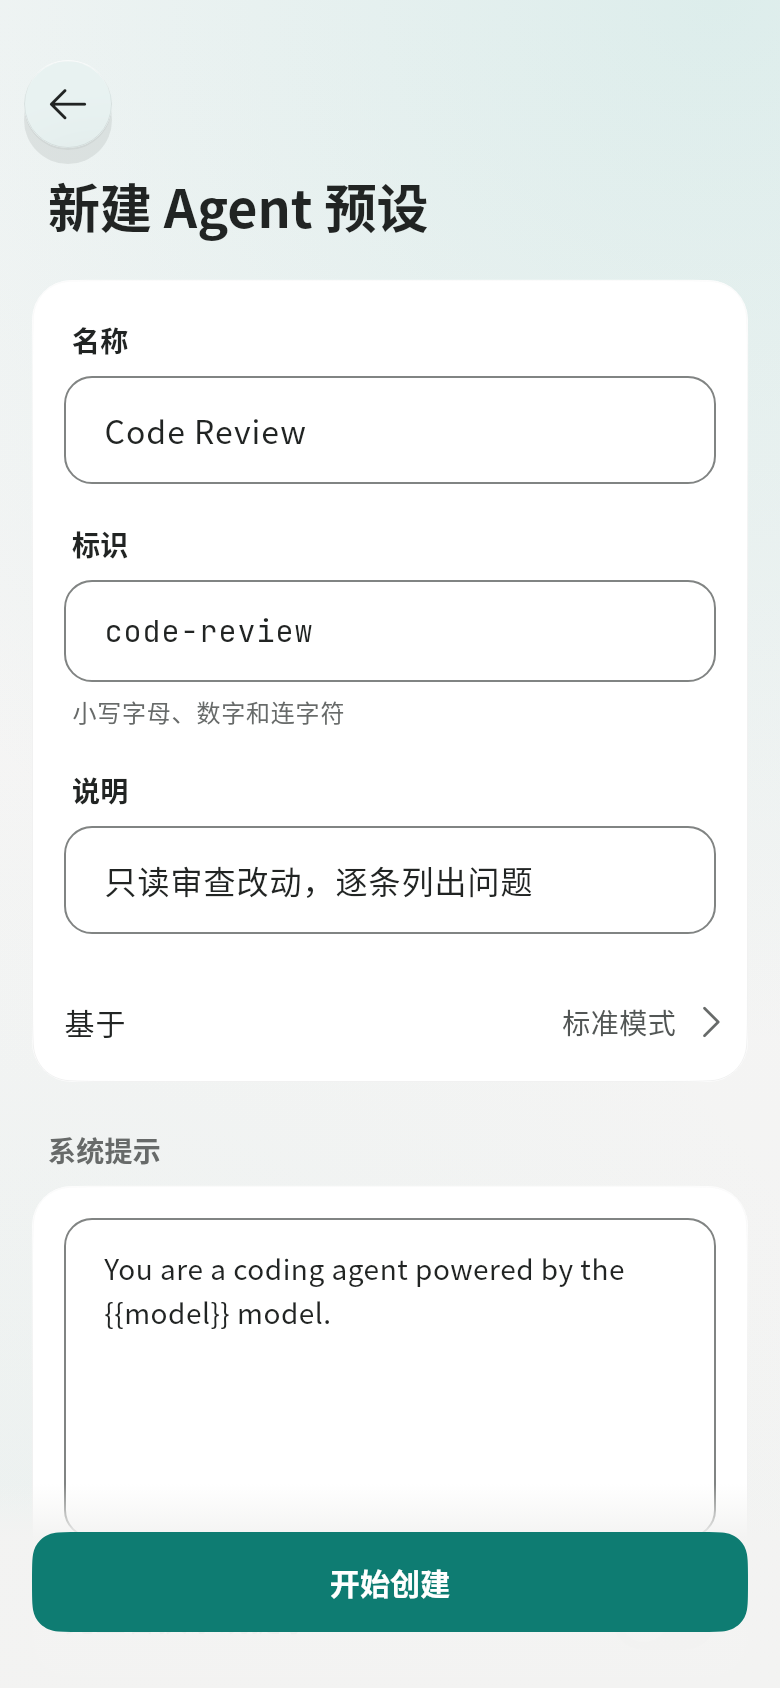 新建 Agent 预设
名称
Code Review
标识
code-review
小写字母、数字和连字符
说明
只读审查改动，逐条列出问题
基于 标准模式
系统提示
You are a coding agent powered by the
{{model}} model.
开始创建